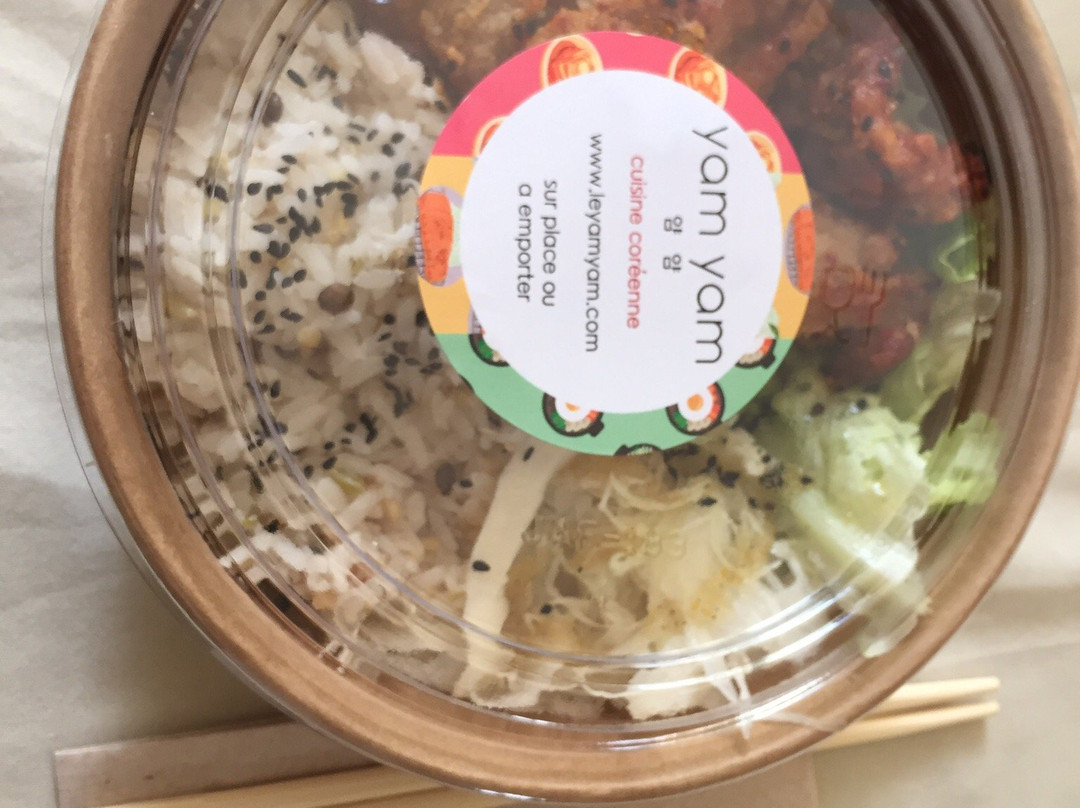 yam yam
얌 얌
cuisine coréenne
www.leyamyam.com
sur place ou
a emporter